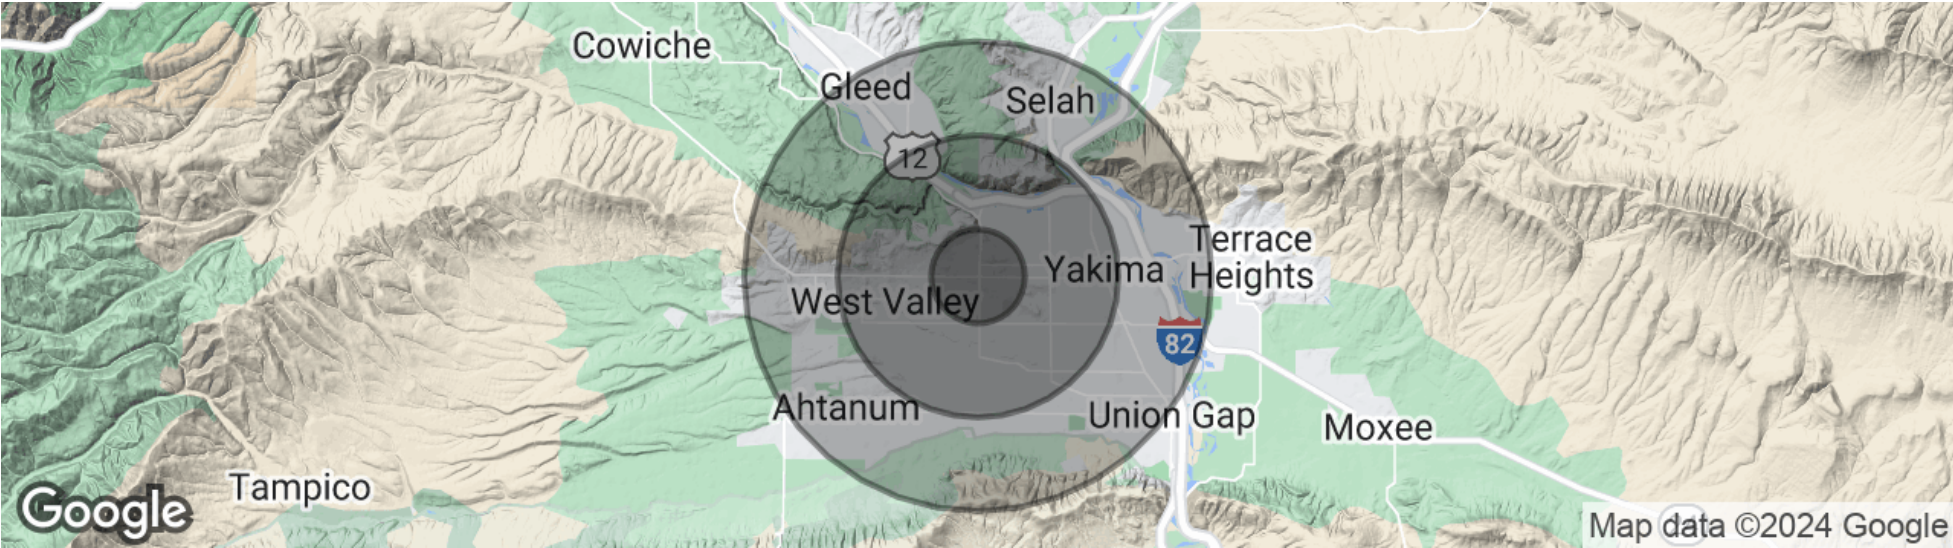 Cowiche
Gleed
Selah
12
Terrace
Heights
Yakima
West Valley
82
Ahtanum
Union Gap
Moxee
Tampico
Google
Map data ©2024 Google